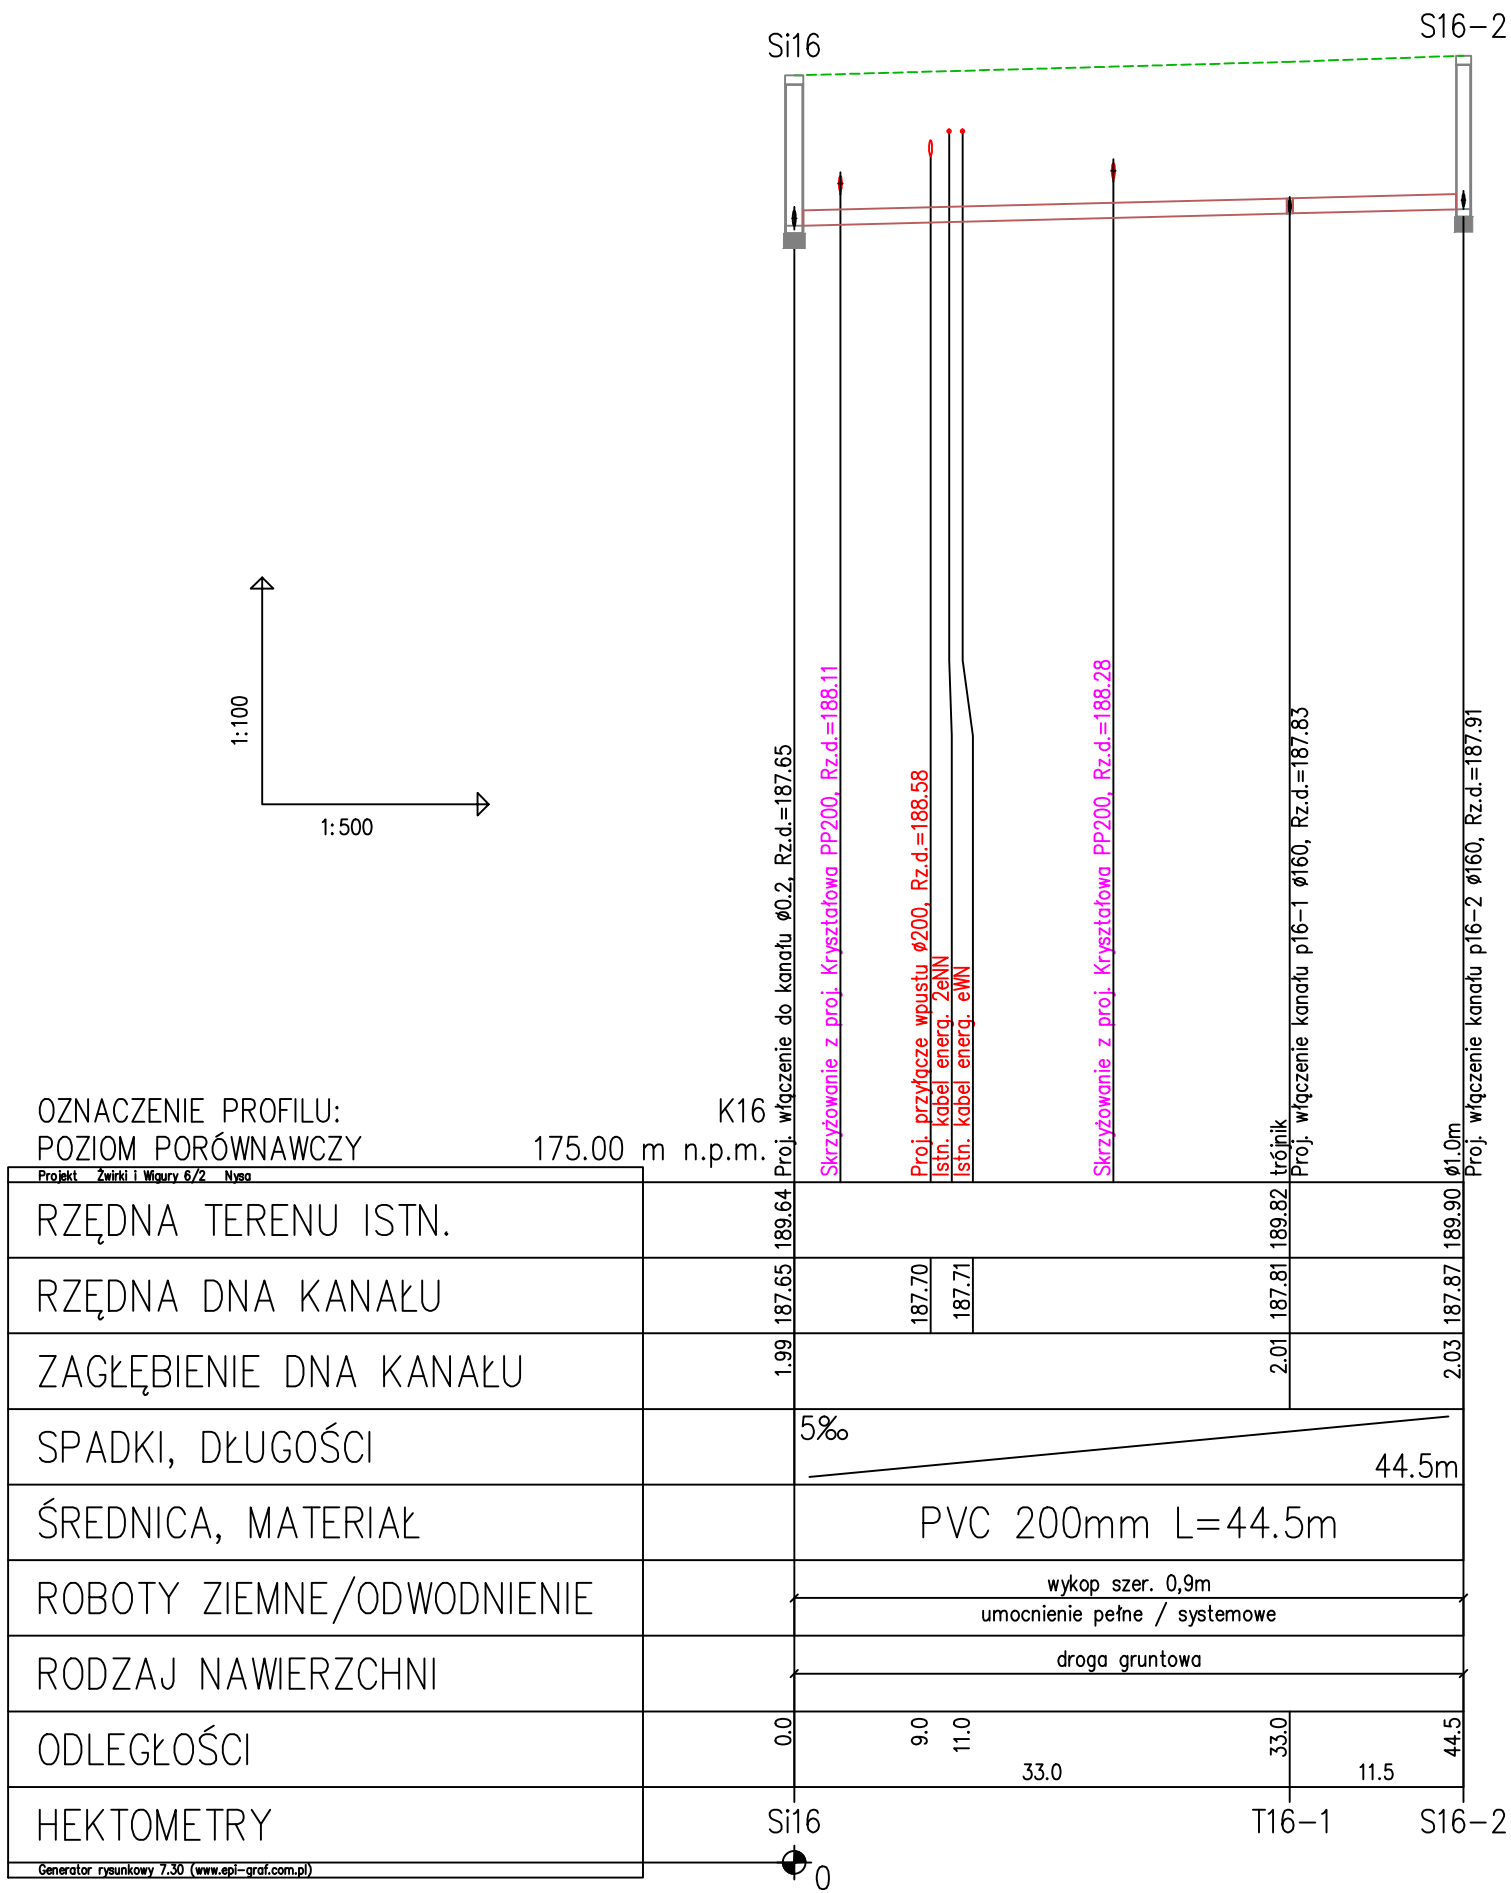 Si16
S16-2
1:100
1:500
Proj. włączenie do kanału ø0.2, Rz.d.=187.65
Skrzyżowanie z proj. Kryształowa PP200, Rz.d.=188.11
Proj. przyłącze wpustu ø200, Rz.d.=188.58
Istn. kabel energ. 2eNN
Istn. kabel energ. eWN
Skrzyżowanie z proj. Kryształowa PP200, Rz.d.=188.28
trójnik
Proj. włączenie kanału p16-1 ø160, Rz.d.=187.83
ø1.0m
Proj. włączenie kanału p16-2 ø160, Rz.d.=187.91
OZNACZENIE PROFILU: K16
POZIOM PORÓWNAWCZY 175.00 m n.p.m.
Projekt Żwirki i Wigury 6/2 Nysa
RZĘDNA TERENU ISTN. 189.64 189.82 189.90
RZĘDNA DNA KANAŁU 187.65 187.70 187.71 187.81 187.87
ZAGŁĘBIENIE DNA KANAŁU 1.99 2.01 2.03
SPADKI, DŁUGOŚCI 5‰ 44.5m
ŚREDNICA, MATERIAŁ PVC 200mm L=44.5m
ROBOTY ZIEMNE/ODWODNIENIE wykop szer. 0,9m
umocnienie pełne / systemowe
RODZAJ NAWIERZCHNI droga gruntowa
ODLEGŁOŚCI 0.0 9.0 11.0 33.0 44.5
33.0 11.5
HEKTOMETRY Si16 T16-1 S16-2
Generator rysunkowy 7.30 (www.epi-graf.com.pl)
0